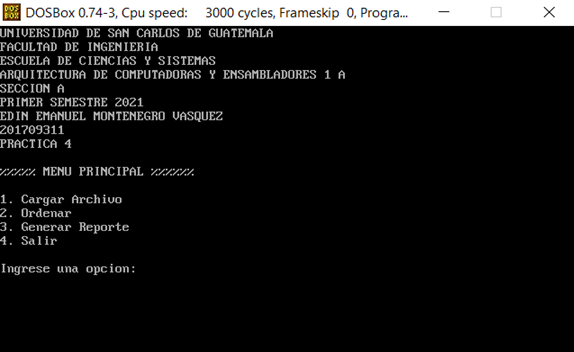 DOSBox 0.74-3, Cpu speed: 3000 cycles, Frameskip 0, Progra...
UNIVERSIDAD DE SAN CARLOS DE GUATEMALA
FACULTAD DE INGENIERIA
ESCUELA DE CIENCIAS Y SISTEMAS
ARQUITECTURA DE COMPUTADORAS Y ENSAMBLADORES 1 A
SECCION A
PRIMER SEMESTRE 2021
EDIN EMANUEL MONTENEGRO VASQUEZ
201709311
PRACTICA 4
%%%%% MENU PRINCIPAL %%%%%%
1. Cargar Archivo
2. Ordenar
3. Generar Reporte
4. Salir
Ingrese una opcion: